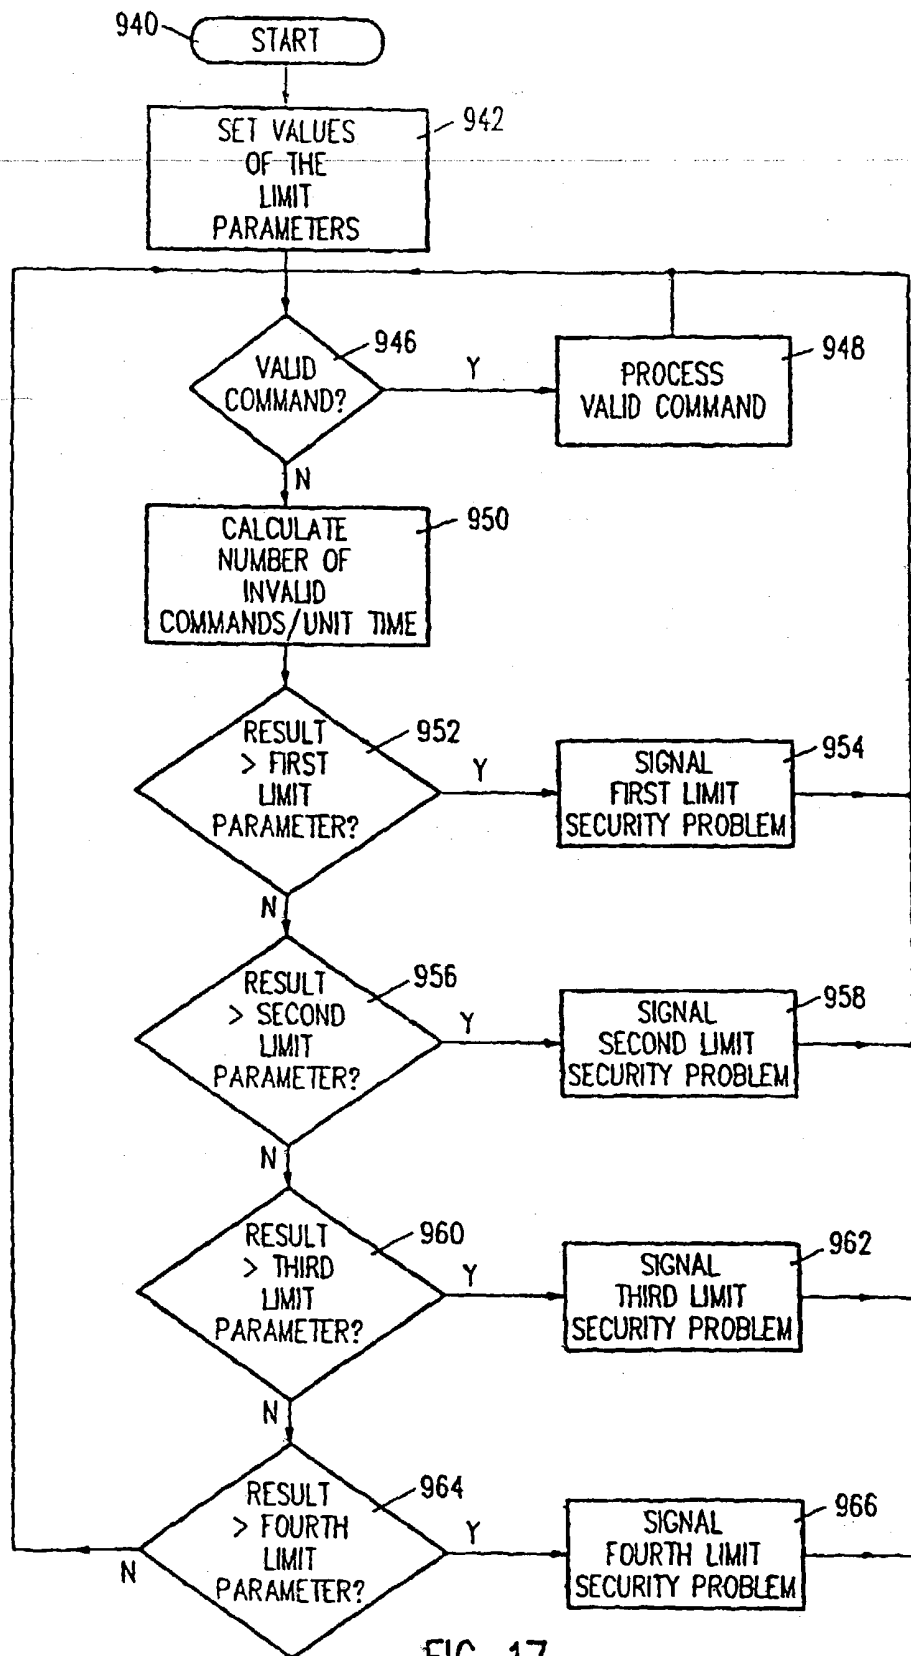 940
START
942
SET VALUES
OF THE
LIMIT
PARAMETERS
946
VALID
COMMAND?
Y
948
PROCESS
VALID COMMAND
N
950
CALCULATE
NUMBER OF
INVALID
COMMANDS/UNIT TIME
952
RESULT
> FIRST
LIMIT
PARAMETER?
Y
954
SIGNAL
FIRST LIMIT
SECURITY PROBLEM
N
956
RESULT
> SECOND
LIMIT
PARAMETER?
Y
958
SIGNAL
SECOND LIMIT
SECURITY PROBLEM
N
960
RESULT
> THIRD
LIMIT
PARAMETER?
Y
962
SIGNAL
THIRD LIMIT
SECURITY PROBLEM
N
964
RESULT
> FOURTH
LIMIT
PARAMETER?
Y
966
SIGNAL
FOURTH LIMIT
SECURITY PROBLEM
N
FIG. 17